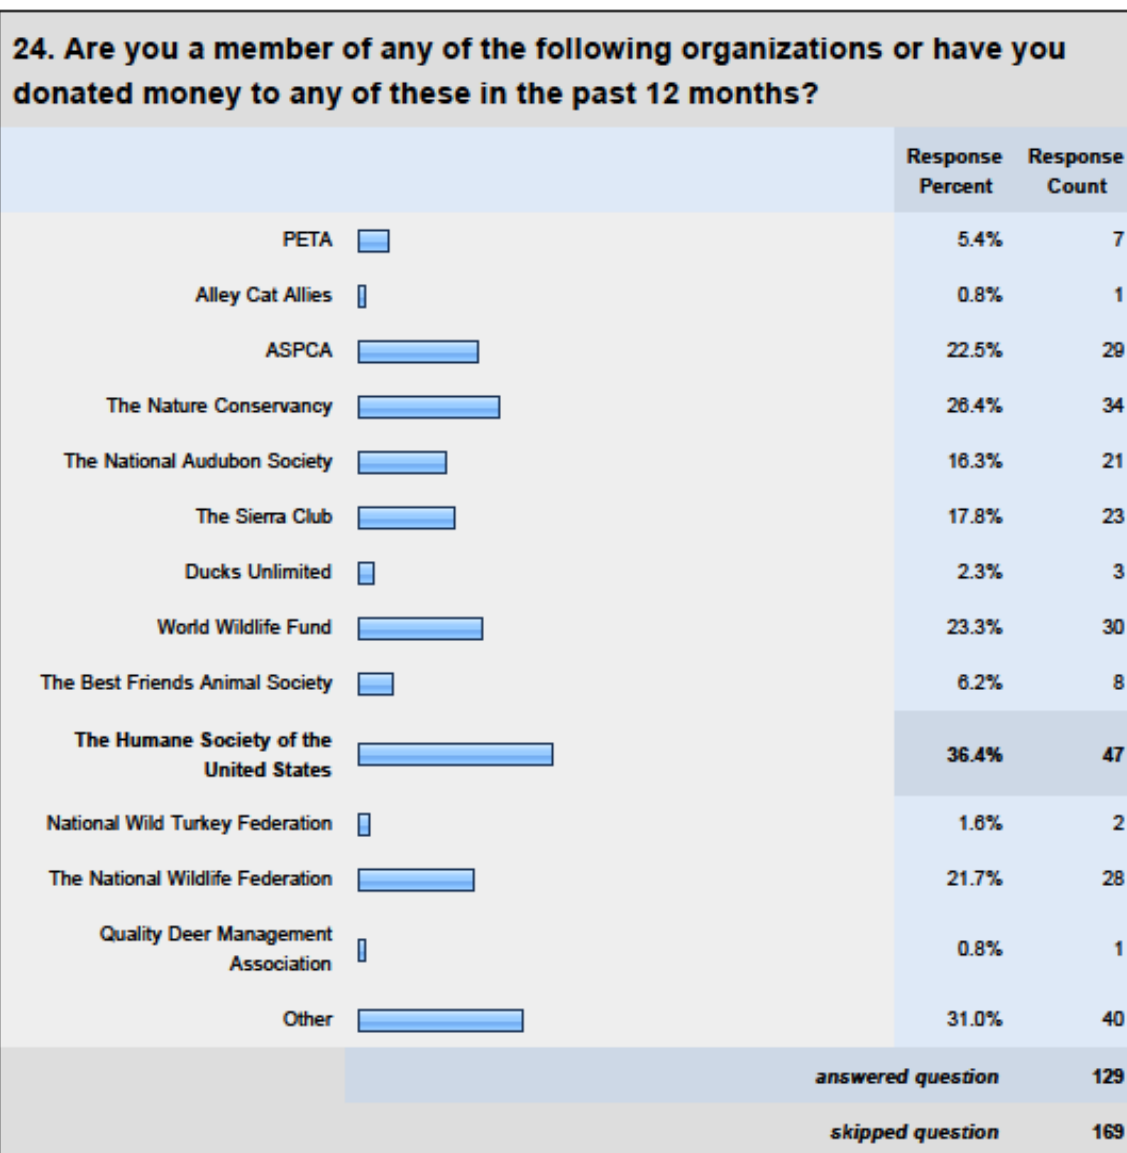 24. Are you a member of any of the following organizations or have you
donated money to any of these in the past 12 months?
Response Response
Percent Count
PETA 5.4% 7
Alley Cat Allies 0.8% 1
ASPCA 22.5% 29
The Nature Conservancy 26.4% 34
The National Audubon Society 16.3% 21
The Sierra Club 17.8% 23
Ducks Unlimited 2.3% 3
World Wildlife Fund 23.3% 30
The Best Friends Animal Society 6.2% 8
The Humane Society of the
United States 36.4% 47
National Wild Turkey Federation 1.6% 2
The National Wildlife Federation 21.7% 28
Quality Deer Management
Association 0.8% 1
Other 31.0% 40
answered question 129
skipped question 169